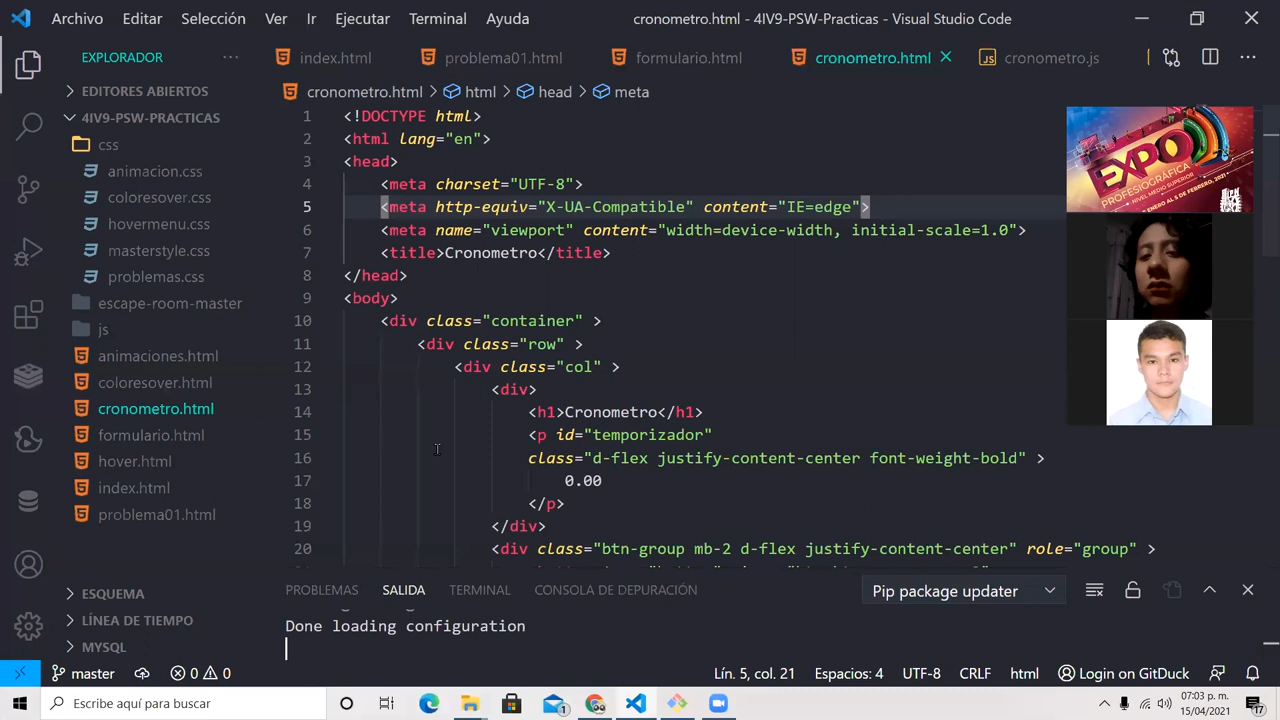 Archivo Editar Selección Ver Ir Ejecutar Terminal Ayuda cronometro.html - 4IV9-PSW-Practicas - Visual Studio Code
EXPLORADOR index.html problema01.html formulario.html cronometro.html JS cronometro.js
EDITORES ABIERTOS
4IV9-PSW-PRACTICAS
css
animacion.css
coloresover.css
hovermenu.css
masterstyle.css
problemas.css
escape-room-master
js
animaciones.html
coloresover.html
cronometro.html
formulario.html
hover.html
index.html
problema01.html
ESQUEMA
LÍNEA DE TIEMPO
MYSQL
cronometro.html > html > head > meta
1 <!DOCTYPE html>
2 <html lang="en">
3 <head>
4 <meta charset="UTF-8">
5 <meta http-equiv="X-UA-Compatible" content="IE=edge">
6 <meta name="viewport" content="width=device-width, initial-scale=1.0">
7 <title>Cronometro</title>
8 </head>
9 <body>
10 <div class="container" >
11 <div class="row" >
12 <div class="col" >
13 <div>
14 <h1>Cronometro</h1>
15 <p id="temporizador"
16 class="d-flex justify-content-center font-weight-bold" >
17 0.00
18 </p>
19 </div>
20 <div class="btn-group mb-2 d-flex justify-content-center" role="group" >
EXPO
PROFESIOGRÁFICA
NIVEL MEDIO SUPERIOR
PROBLEMAS SALIDA TERMINAL CONSOLA DE DEPURACIÓN Pip package updater
Done loading configuration
master 0 0 Lín. 5, col. 21 Espacios: 4 UTF-8 CRLF html Login on GitDuck
Escribe aquí para buscar
1
07:03 p. m.
15/04/2021
17